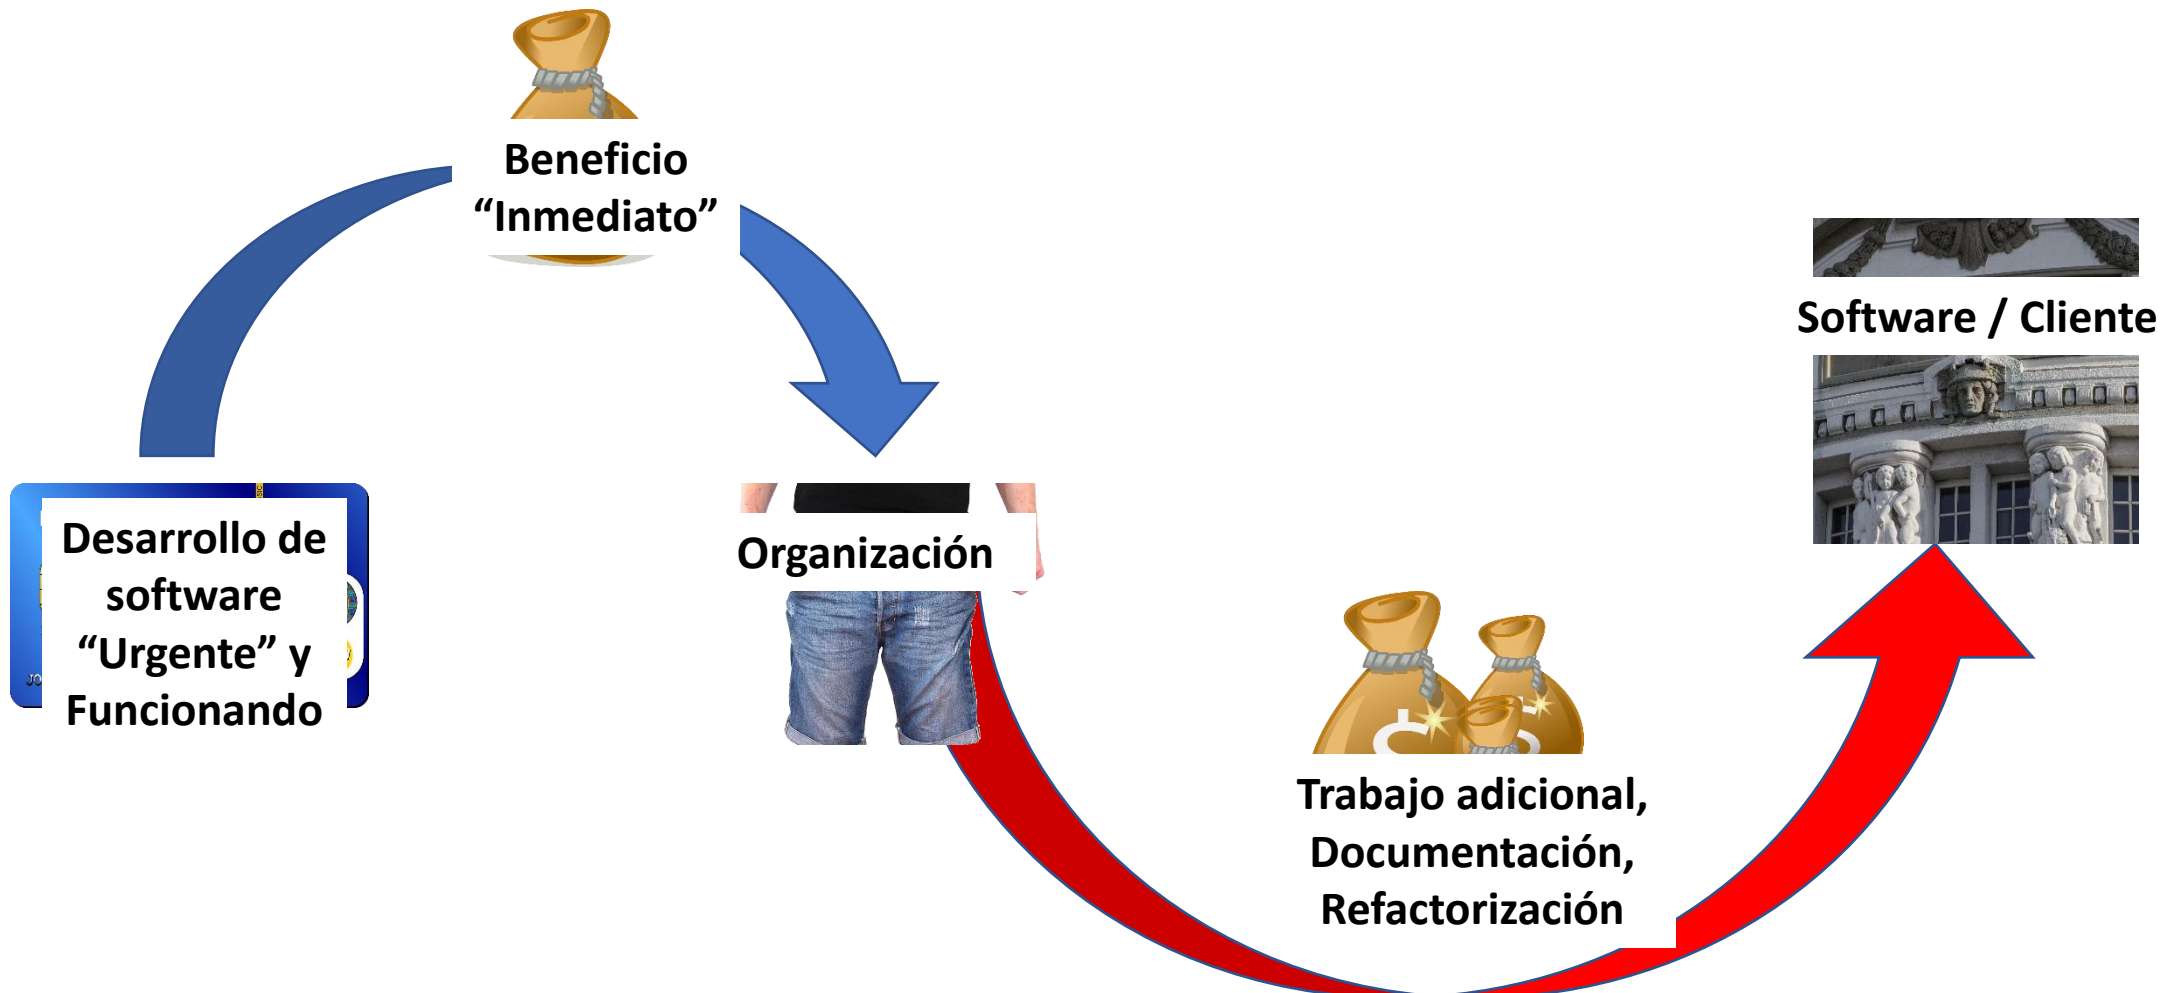 Beneficio
“Inmediato”
Software / Cliente
Desarrollo de
software
“Urgente” y
Funcionando
Organización
Trabajo adicional,
Documentación,
Refactorización